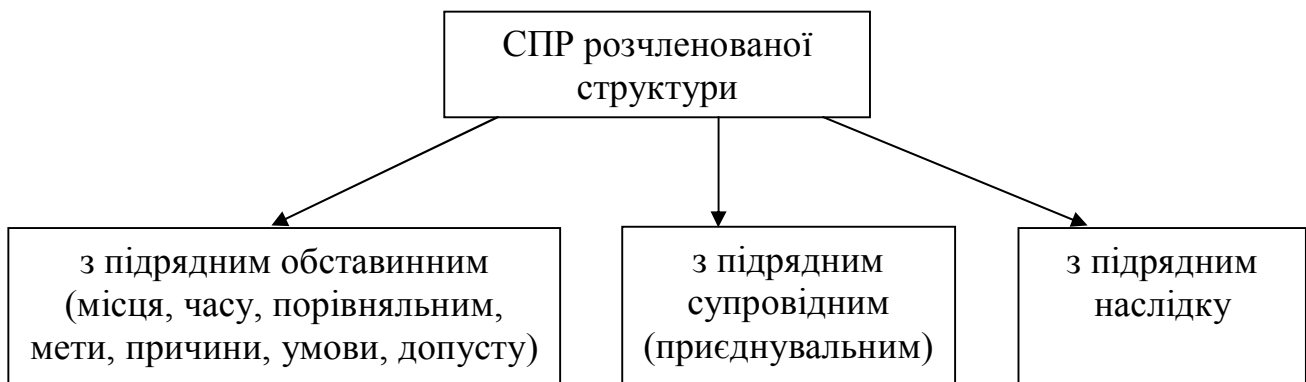 СПР розчленованої
структури
з підрядним обставинним
(місця, часу, порівняльним,
мети, причини, умови, допусту)
з підрядним
супровідним
(приєднувальним)
з підрядним
наслідку